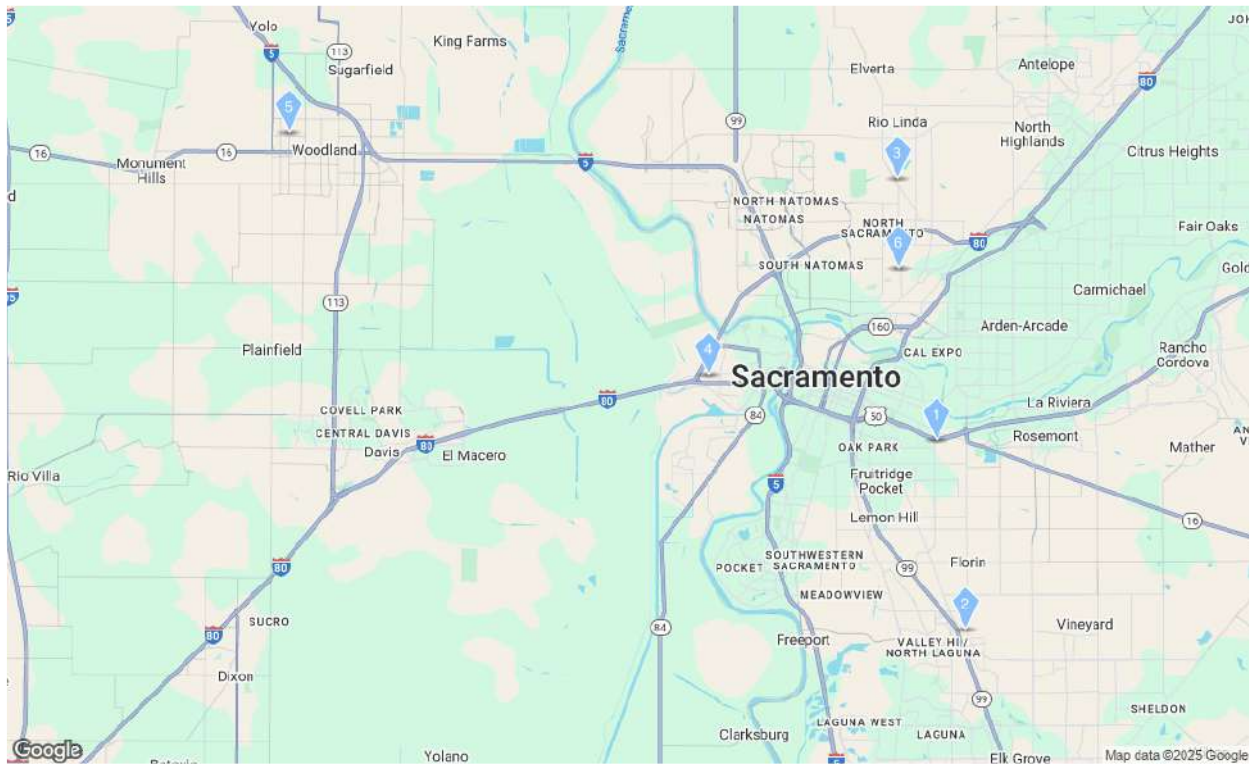 Yolo
King Farms
Sacramento
JOH
5
113
Sugarfield
Elverta
Antelope
80
5
99
Rio Linda
North
Highlands
16
Monument
Hills
16
Woodland
5
3
Citrus Heights
d
NORTH NATOMAS
NATOMAS
NORTH
SACRAMENTO
6
80
Fair Oaks
SOUTH NATOMAS
Gold
113
Carmichael
160
Arden-Arcade
Plainfield
4
CAL EXPO
Rancho
Cordova
Sacramento
80
COVELL PARK
84
50
1
La Riviera
CENTRAL DAVIS
Davis
80
El Macero
OAK PARK
Rosemont
Mather
Rio Villa
5
Fruitridge
Pocket
Lemon Hill
16
80
POCKET
SOUTHWESTERN
SACRAMENTO
99
Florin
MEADOWVIEW
2
SUCRO
80
84
Freeport
VALLEY HI /
NORTH LAGUNA
Vineyard
Dixon
99
SHELDON
Clarksburg
LAGUNA WEST
LAGUNA
Google
Yolano
5
Elk Grove
Map data ©2025 Google